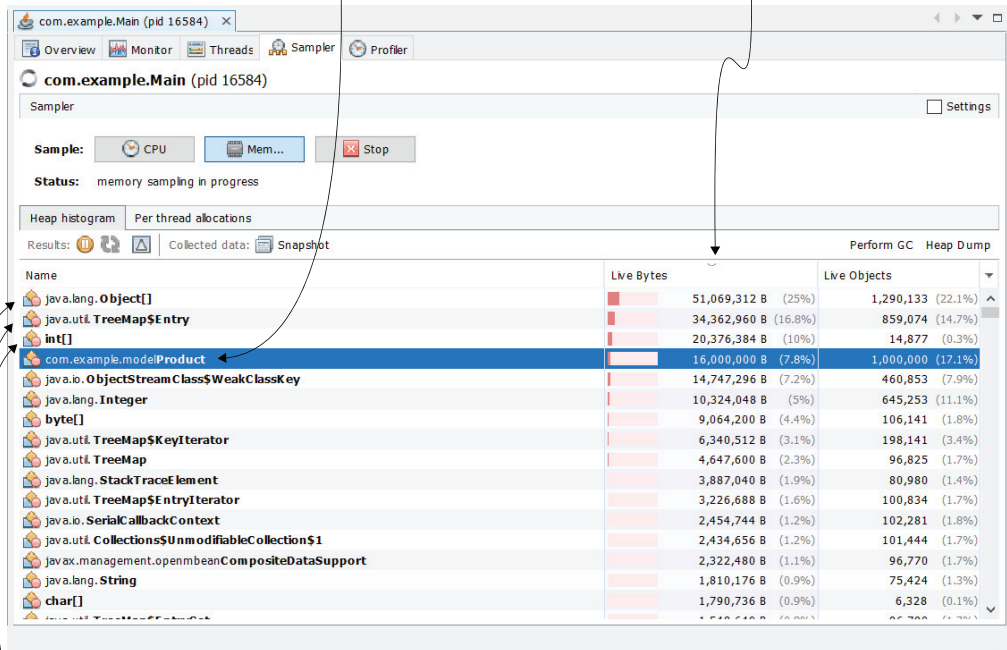 com.example.Main (pid 16584)
Overview Monitor Threads Sampler Profiler
com.example.Main (pid 16584)
Sampler Settings
Sample: CPU Mem... Stop
Status: memory sampling in progress
Heap histogram Per thread allocations
Results: Collected data: Snapshot Perform GC Heap Dump
Name Live Bytes Live Objects
java.lang.Object[] 51,069,312 B (25%) 1,290,133 (22.1%)
java.util.TreeMap$Entry 34,362,960 B (16.8%) 859,074 (14.7%)
int[] 20,376,384 B (10%) 14,877 (0.3%)
com.example.modelProduct 16,000,000 B (7.8%) 1,000,000 (17.1%)
java.io.ObjectStreamClass$WeakClassKey 14,747,296 B (7.2%) 460,853 (7.9%)
java.lang.Integer 10,324,048 B (5%) 645,253 (11.1%)
byte[] 9,064,200 B (4.4%) 106,141 (1.8%)
java.util.TreeMap$KeyIterator 6,340,512 B (3.1%) 198,141 (3.4%)
java.util.TreeMap 4,647,600 B (2.3%) 96,825 (1.7%)
java.lang.StackTraceElement 3,887,040 B (1.9%) 80,980 (1.4%)
java.util.TreeMap$EntryIterator 3,226,688 B (1.6%) 100,834 (1.7%)
java.io.SerialCallbackContext 2,454,744 B (1.2%) 102,281 (1.8%)
java.util.Collections$UnmodifiableCollection$1 2,434,656 B (1.2%) 101,444 (1.7%)
javax.management.openmbeanCompositeDataSupport 2,322,480 B (1.1%) 96,770 (1.7%)
java.lang.String 1,810,176 B (0.9%) 75,424 (1.3%)
char[] 1,790,736 B (0.9%) 6,328 (0.1%)